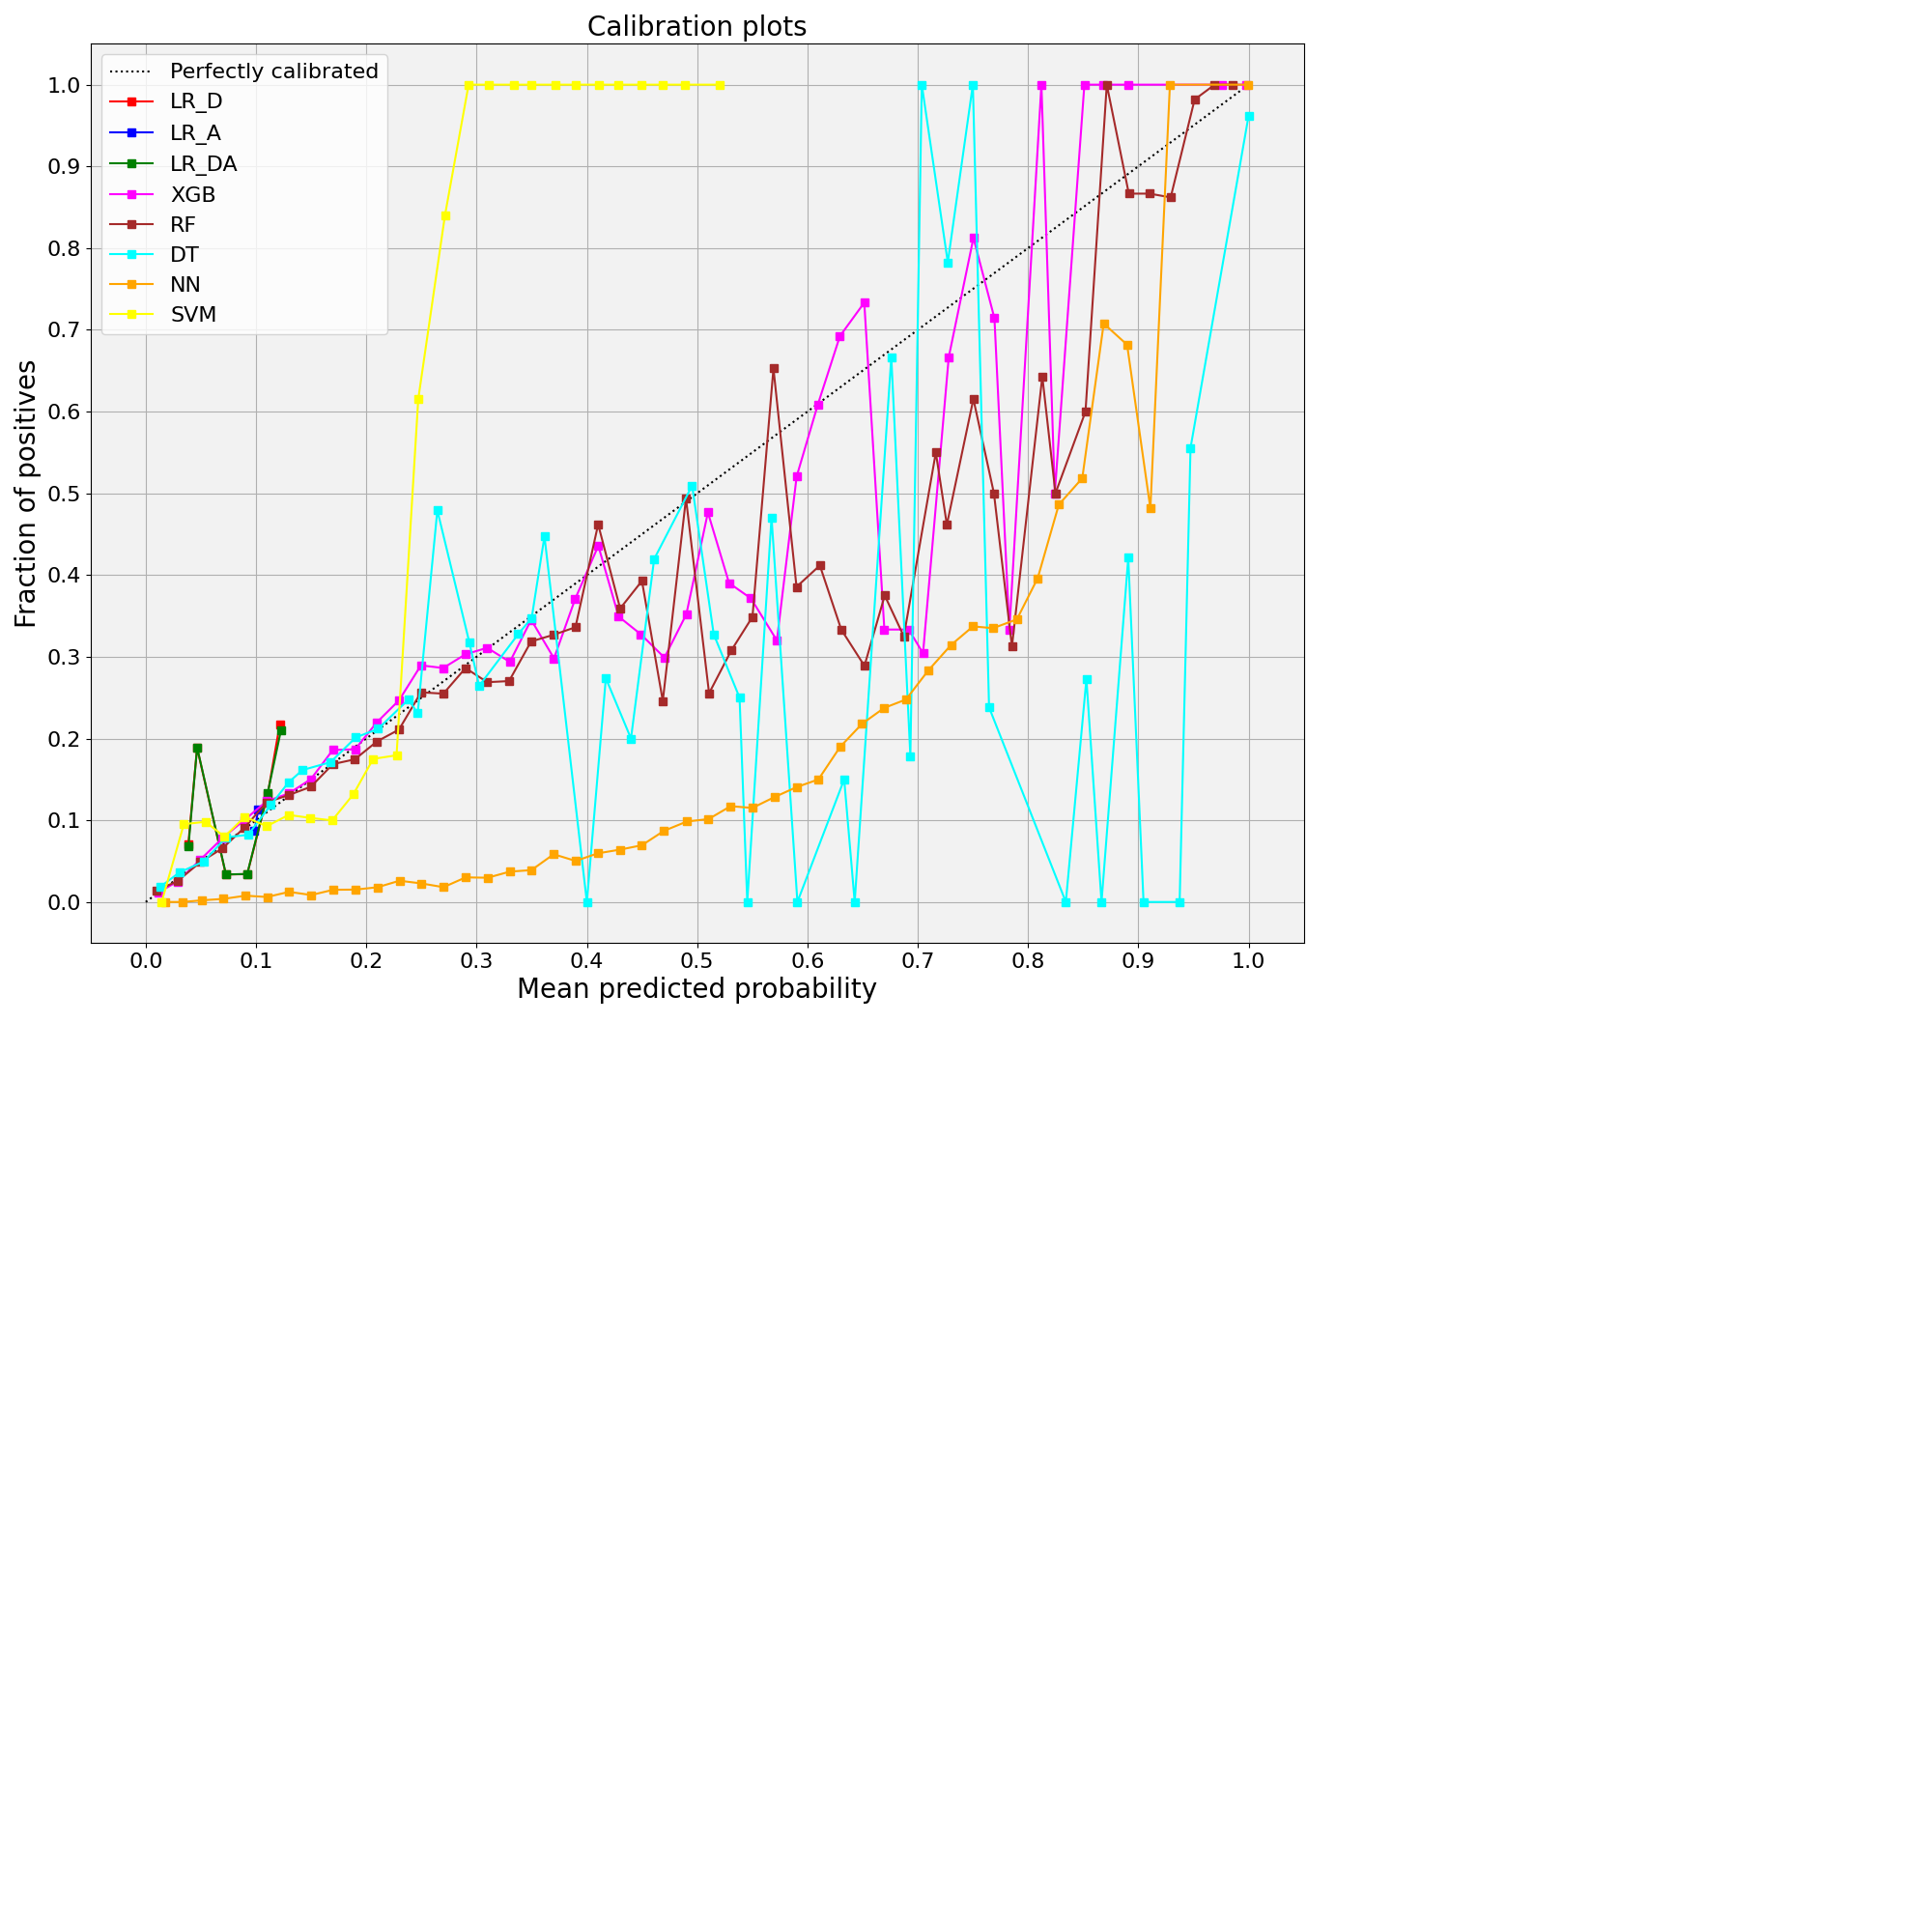 Calibration plots
Perfectly calibrated
LR_D
LR_A
LR_DA
XGB
RF
DT
NN
SVM
Fraction of positives
1.0
0.9
0.8
0.7
0.6
0.5
0.4
0.3
0.2
0.1
0.0
0.0 0.1 0.2 0.3 0.4 0.5 0.6 0.7 0.8 0.9 1.0
Mean predicted probability